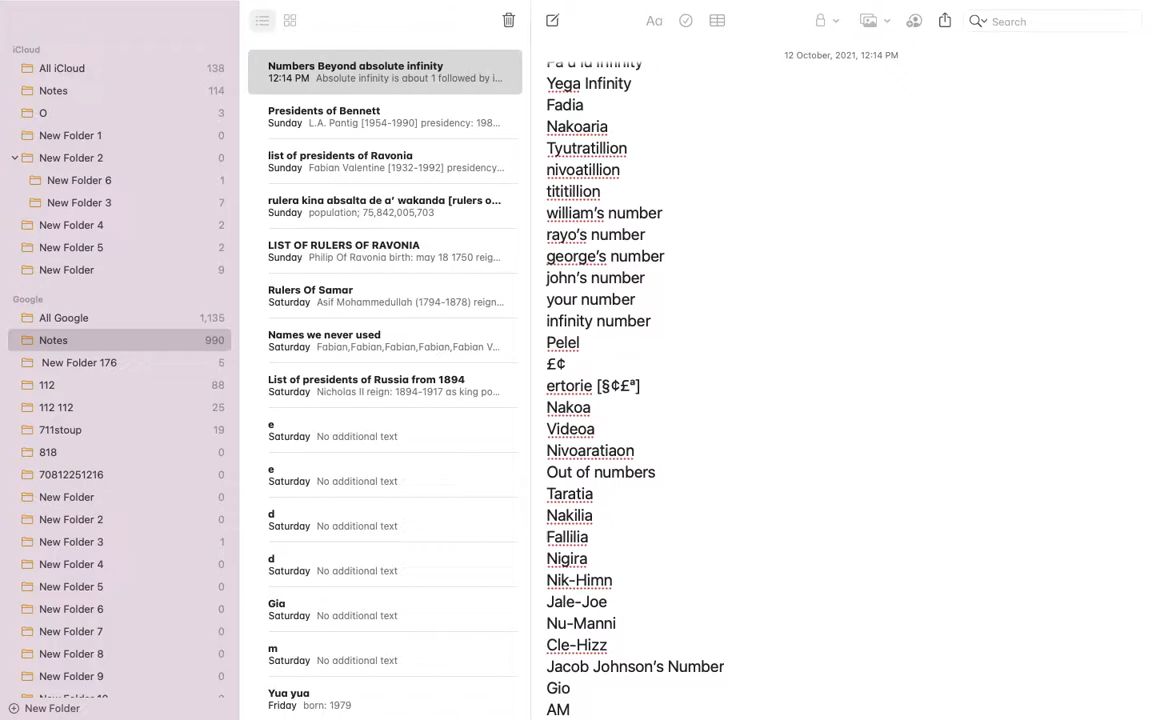 Search
12 October, 2021, 12:14 PM
iCloud
All iCloud 138
Notes 114
O 3
New Folder 1 0
New Folder 2 0
New Folder 6 1
New Folder 3 7
New Folder 4 2
New Folder 5 2
New Folder 9
Google
All Google 1,135
Notes 990
New Folder 176 5
112 88
112 112 25
711stoup 19
818 0
70812251216 0
New Folder 0
New Folder 2 0
New Folder 3 1
New Folder 4 0
New Folder 5 0
New Folder 6 0
New Folder 7 0
New Folder 8 0
New Folder 9 0
New Folder
Numbers Beyond absolute infinity
12:14 PM Absolute infinity is about 1 followed by i...
Presidents of Bennett
Sunday L.A. Pantig [1954-1990] presidency: 198...
list of presidents of Ravonia
Sunday Fabian Valentine [1932-1992] presidency...
rulera kina absalta de a’ wakanda [rulers o...
Sunday population; 75,842,005,703
LIST OF RULERS OF RAVONIA
Sunday Philip Of Ravonia birth: may 18 1750 reig...
Rulers Of Samar
Saturday Asif Mohammedullah (1794-1878) reign...
Names we never used
Saturday Fabian,Fabian,Fabian,Fabian,Fabian V...
List of presidents of Russia from 1894
Saturday Nicholas II reign: 1894-1917 as king po...
e
Saturday No additional text
e
Saturday No additional text
d
Saturday No additional text
d
Saturday No additional text
Gia
Saturday No additional text
m
Saturday No additional text
Yua yua
Friday born: 1979
Aa
Infinity
Yega Infinity
Fadia
Nakoaria
Tyutratillion
nivoatillion
tititillion
william’s number
rayo’s number
george’s number
john’s number
your number
infinity number
Pelel
£¢
ertorie [§¢£ª]
Nakoa
Videoa
Nivoaratiaon
Out of numbers
Taratia
Nakilia
Fallilia
Nigira
Nik-Himn
Jale-Joe
Nu-Manni
Cle-Hizz
Jacob Johnson’s Number
Gio
AM